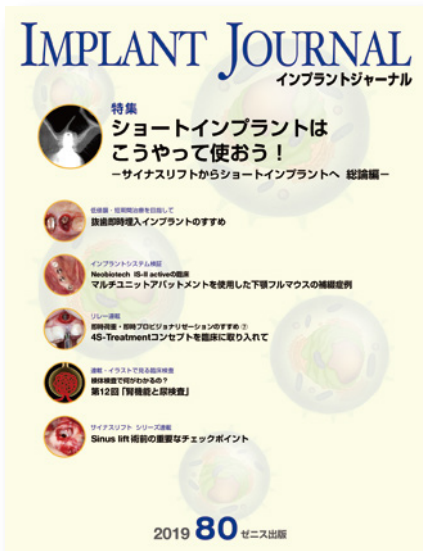 IMPLANT JOURNAL
インプラントジャーナル
特集
ショートインプラントは
こうやって使おう！
－サイナスリフトからショートインプラントへ 総論編－
低侵襲・短期間治療を目指して
抜歯即時埋入インプラントのすすめ
インプラントシステム検証
Neobiotech IS-II activeの臨床
マルチユニットアバットメントを使用した下顎フルマウスの補綴症例
リレー連載
即時荷重・即時プロビジョナリゼーションのすすめ ⑦
4S-Treatmentコンセプトを臨床に取り入れて
連載・イラストで見る臨床検査
検体検査で何がわかるの？
第12回「腎機能と尿検査」
サイナスリフト シリーズ連載
Sinus lift 術前の重要なチェックポイント
2019 80 ゼニス出版